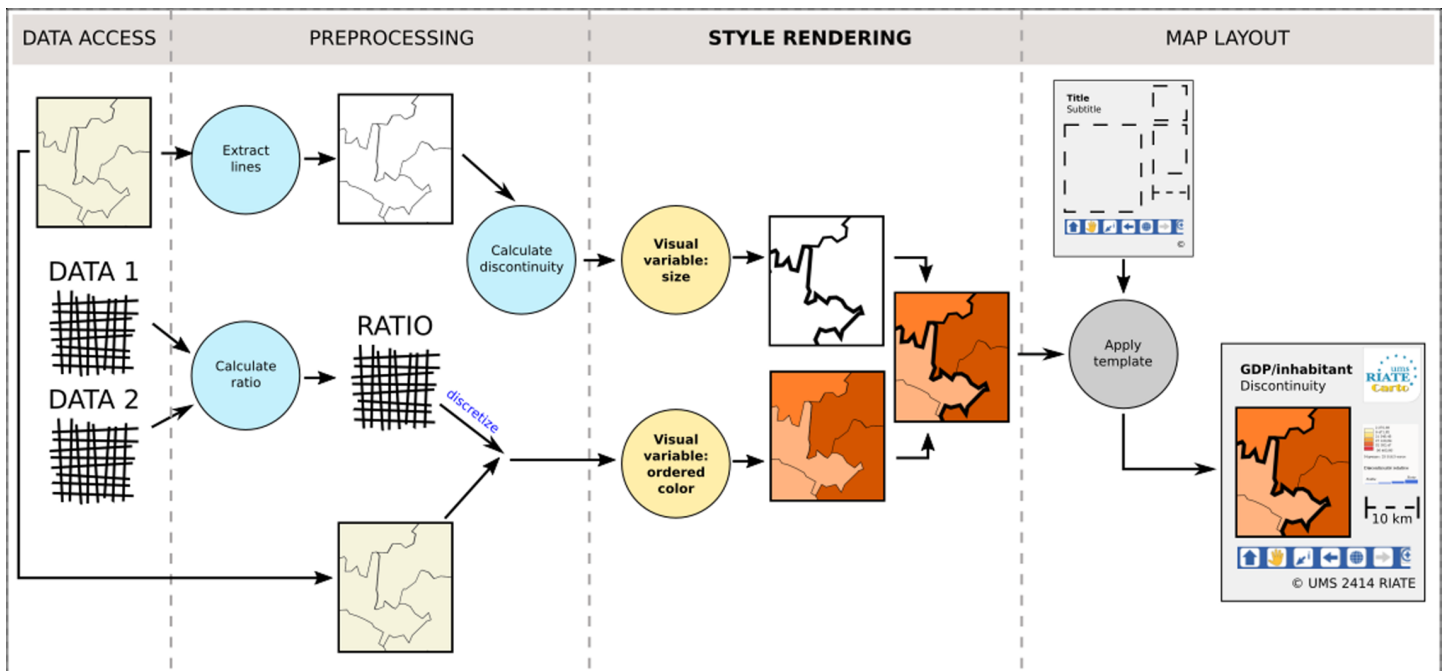 DATA ACCESS
PREPROCESSING
STYLE RENDERING
MAP LAYOUT
Title
Subtitle
©
Extract
lines
Calculate
discontinuity
Visual
variable:
size
DATA 1
DATA 2
Calculate
ratio
RATIO
discretize
Visual
variable:
ordered
color
Apply
template
GDP/inhabitant
Discontinuity
ums
RIATE
Carto
10 km
© UMS 2414 RIATE